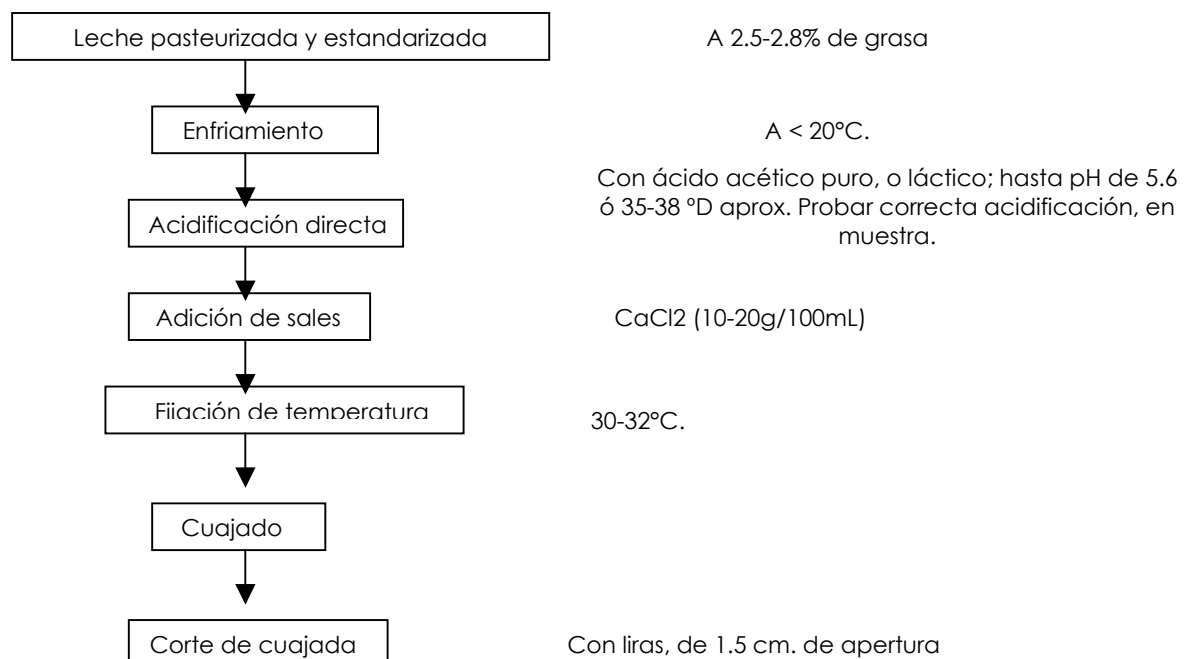 Leche pasteurizada y estandarizada
A 2.5-2.8% de grasa
Enfriamiento
A < 20°C.
Acidificación directa
Con ácido acético puro, o láctico; hasta pH de 5.6
ó 35-38 ºD aprox. Probar correcta acidificación, en
muestra.
Adición de sales
CaCl2 (10-20g/100mL)
Fijación de temperatura
30-32°C.
Cuajado
Corte de cuajada
Con liras, de 1.5 cm. de apertura